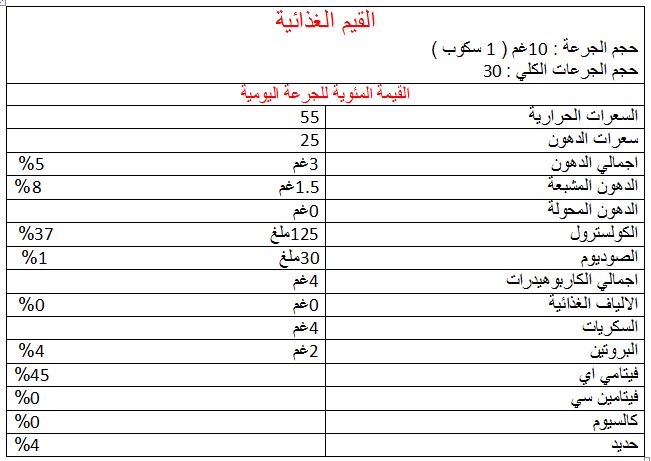 القيم الغذائية
حجم الجرعة : 10غم ( 1 سكوب )
حجم الجرعات الكلي : 30
القيمة المئوية للجرعة اليومية
السعرات الحرارية 55
سعرات الدهون 25
اجمالي الدهون 3غم %5
الدهون المشبعة 1.5غم %8
الدهون المحولة 0غم
الكولسترول 125ملغ %37
الصوديوم 30ملغ %1
اجمالي الكاربوهيدرات 4غم
الالياف الغذائية 0غم %0
السكريات 4غم
البروتين 2غم %4
فيتامي اي %45
فيتامين سي %0
كالسيوم %0
حديد %4